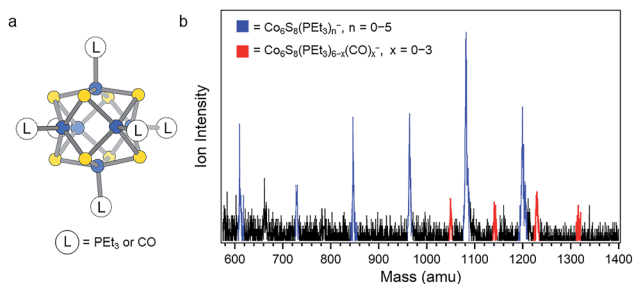 a
L
L
L
L
L
L = PEt₃ or CO
b
= Co₆S₈(PEt₃)ₙ⁻, n = 0−5
= Co₆S₈(PEt₃)₆₋ₓ(CO)ₓ⁻, x = 0−3
Ion Intensity
600 700 800 900 1000 1100 1200 1300 1400
Mass (amu)